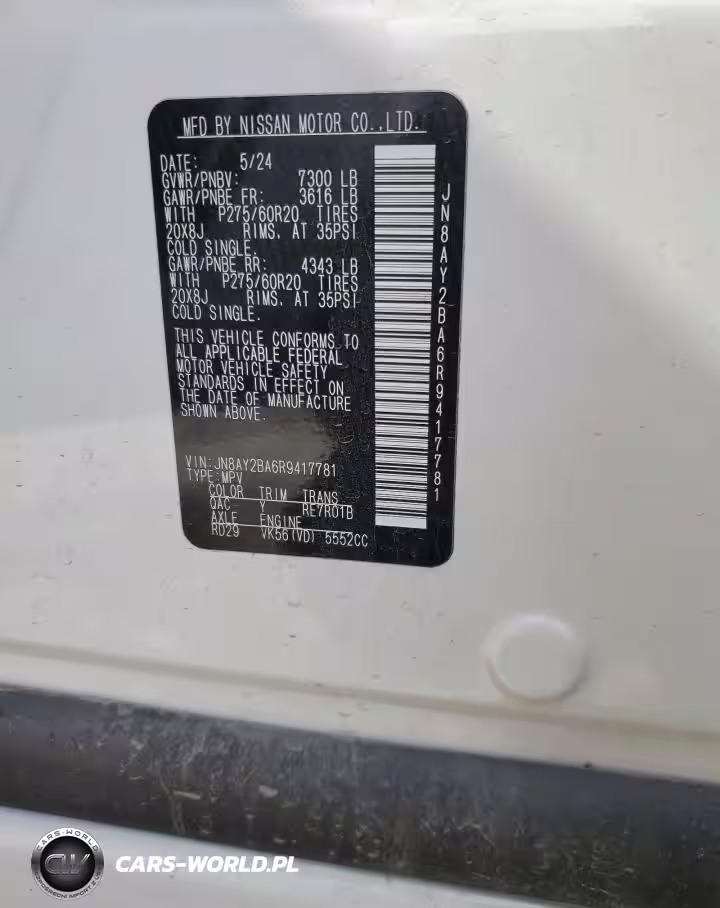 MFD BY NISSAN MOTOR CO.,LTD.
DATE: 5/24
GVWR/PNBV: 7300 LB
GAWR/PNBE FR: 3616 LB
WITH P275/60R20 TIRES
20X8J RIMS. AT 35PSI
COLD SINGLE.
GAWR/PNBE RR: 4343 LB
WITH P275/60R20 TIRES
20X8J RIMS. AT 35PSI
COLD SINGLE.
THIS VEHICLE CONFORMS TO
ALL APPLICABLE FEDERAL
MOTOR VEHICLE SAFETY
STANDARDS IN EFFECT ON
THE DATE OF MANUFACTURE
SHOWN ABOVE.
VIN:JN8AY2BA6R9417781
TYPE:MPV
COLOR TRIM TRANS
QAC Y RE7R01B
AXLE ENGINE
RD29 VK56(VD) 5552CC
JN8AY2BA6R9417781
CARS-WORLD
CW
CARS-WORLD.PL